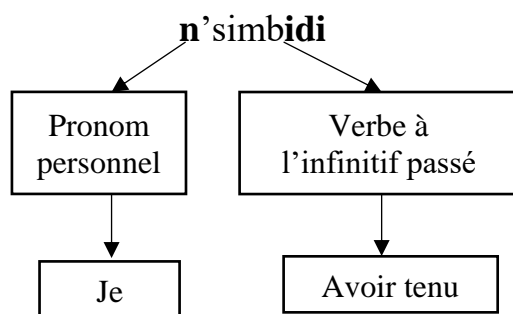 n’simbidi
Pronom
personnel
Verbe à
l’infinitif passé
Je
Avoir tenu